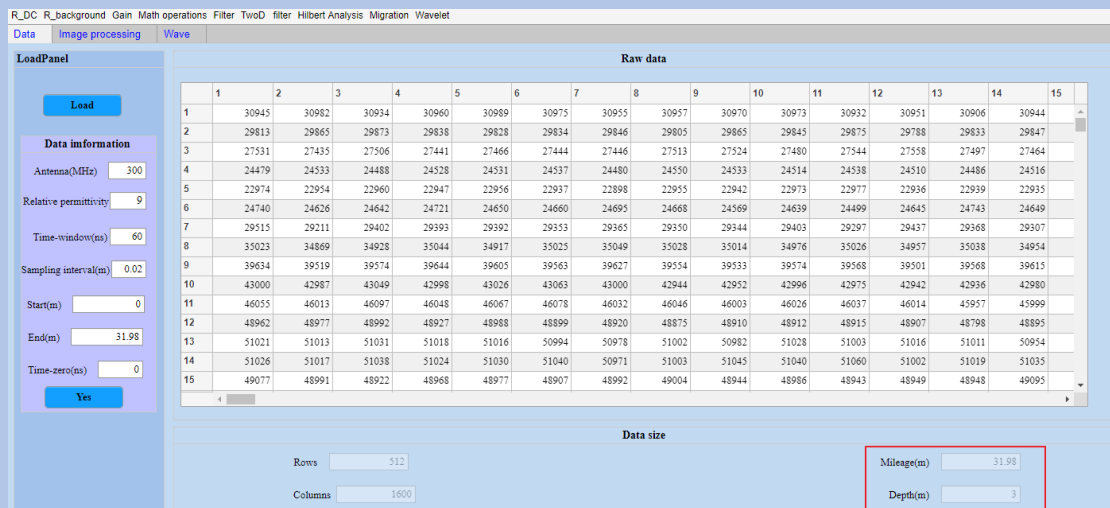 R_DC R_background Gain Math operations Filter TwoD filter Hilbert Analysis Migration Wavelet
Data Image processing Wave
LoadPanel
Load
Data imformation
Antenna(MHz) 300
Relative permittivity 9
Time-window(ns) 60
Sampling interval(m) 0.02
Start(m) 0
End(m) 31.98
Time-zero(ns) 0
Yes
Raw data
1 2 3 4 5 6 7 8 9 10 11 12 13 14 15
1 30945 30982 30934 30960 30989 30975 30955 30957 30970 30973 30932 30951 30906 30944
2 29813 29865 29873 29838 29828 29834 29846 29805 29865 29845 29875 29788 29833 29847
3 27531 27435 27506 27441 27466 27444 27446 27513 27524 27480 27544 27558 27497 27464
4 24479 24533 24488 24528 24531 24537 24480 24550 24533 24514 24538 24510 24486 24516
5 22974 22954 22960 22947 22956 22937 22898 22955 22942 22973 22977 22936 22939 22935
6 24740 24626 24642 24721 24650 24660 24695 24668 24569 24639 24499 24645 24743 24649
7 29515 29211 29402 29393 29392 29353 29365 29350 29344 29403 29297 29437 29368 29307
8 35023 34869 34928 35044 34917 35025 35049 35028 35014 34976 35026 34957 35038 34954
9 39634 39519 39574 39644 39605 39563 39627 39554 39533 39574 39568 39501 39568 39615
10 43000 42987 43049 42998 43026 43063 43000 42944 42952 42996 42975 42942 42936 42980
11 46055 46013 46097 46048 46067 46078 46032 46046 46003 46026 46037 46014 45957 45999
12 48962 48977 48992 48927 48988 48899 48920 48875 48910 48912 48915 48907 48798 48895
13 51021 51013 51031 51018 51016 50994 50978 51002 50982 51028 51003 51016 51011 50954
14 51026 51017 51038 51024 51030 51040 50971 51003 51045 51040 51060 51002 51019 51035
15 49077 48991 48922 48968 48977 48907 48992 49004 48944 48986 48943 48949 48948 49095
Data size
Rows 512
Mileage(m) 31.98
Columns 1600
Depth(m) 3